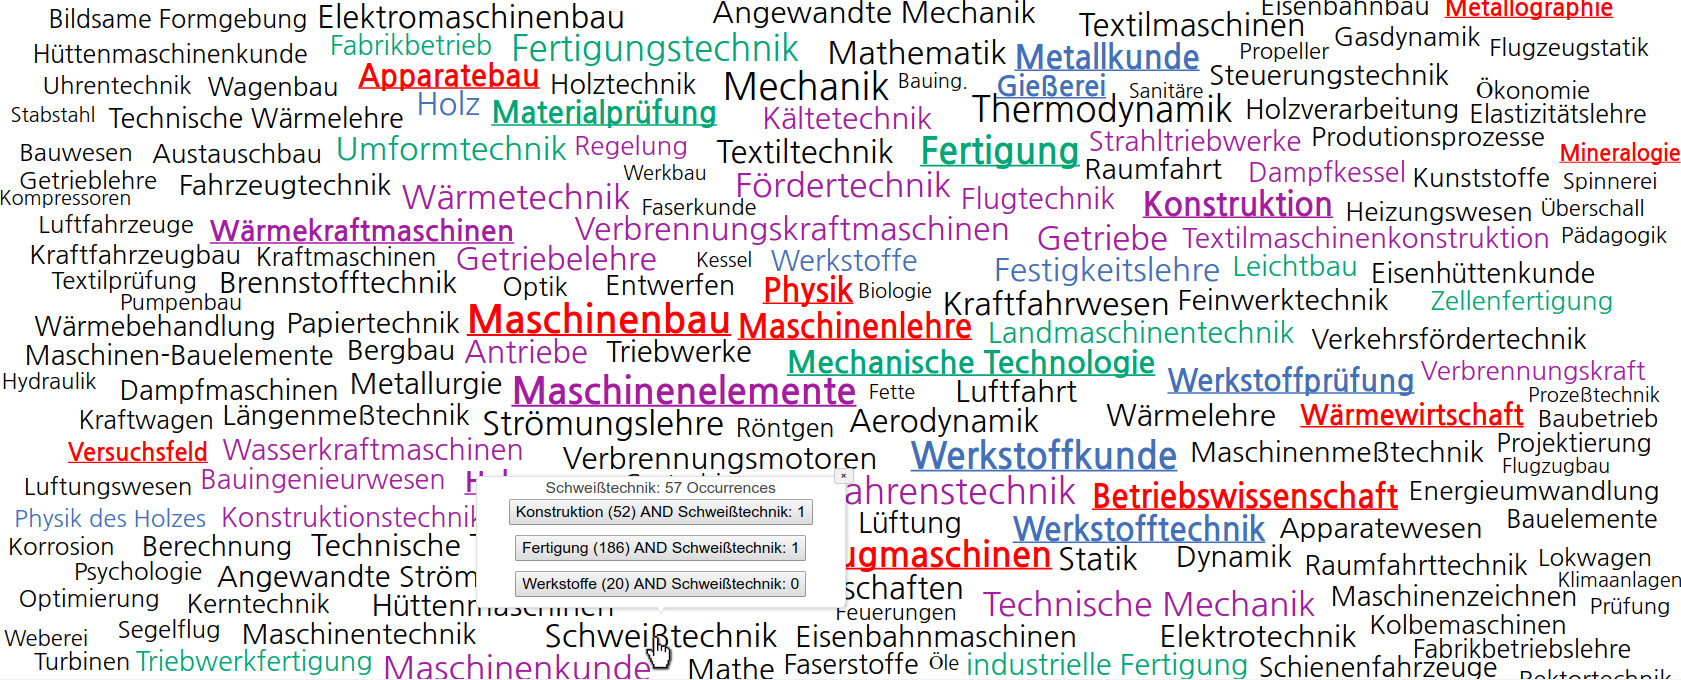 Bildsame Formgebung Elektromaschinenbau Angewandte Mechanik Textilmaschinen Eisenbahnbau Metallographie
Hüttenmaschinenkunde Fabrikbetrieb Fertigungstechnik Mathematik Metallkunde Propeller Gasdynamik Flugzeugstatik
Uhrentechnik Wagenbau Apparatebau Holztechnik Mechanik Bauing. Gießerei Sanitäre Steuerungstechnik Ökonomie
Stabstahl Technische Wärmelehre Holz Materialprüfung Kältetechnik Thermodynamik Holzverarbeitung Elastizitätslehre
Bauwesen Austauschbau Umformtechnik Regelung Textiltechnik Fertigung Strahltriebwerke Produtionsprozesse Mineralogie
Getrieblehre Fahrzeugtechnik Werkbau Fördertechnik Raumfahrt Dampfkessel Kunststoffe Spinnerei
Kompressoren Wärmetechnik Faserkunde Flugtechnik Konstruktion Heizungswesen Überschall
Luftfahrzeuge Wärmekraftmaschinen Verbrennungskraftmaschinen Getriebe Textilmaschinenkonstruktion Pädagogik
Kraftfahrzeugbau Kraftmaschinen Getriebelehre Kessel Werkstoffe Festigkeitslehre Leichtbau Eisenhüttenkunde
Textilprüfung Brennstofftechnik Optik Entwerfen Physik Biologie Kraftfahrwesen Feinwerktechnik Zellenfertigung
Pumpenbau
Wärmebehandlung Papiertechnik Maschinenbau Maschinenlehre Landmaschinentechnik Verkehrsfördertechnik
Maschinen-Bauelemente Bergbau Antriebe Triebwerke Mechanische Technologie Verbrennungskraft
Hydraulik Dampfmaschinen Metallurgie Maschinenelemente Fette Luftfahrt Werkstoffprüfung Prozeßtechnik
Kraftwagen Längenmeßtechnik Strömungslehre Röntgen Aerodynamik Wärmelehre Wärmewirtschaft Baubetrieb
Versuchsfeld Wasserkraftmaschinen Verbrennungsmotoren Werkstoffkunde Maschinenmeßtechnik Projektierung
Flugzugbau
Luftungswesen Bauingenieurwesen ahrenstechnik Betriebswissenschaft Energieumwandlung
×
Schweißtechnik: 57 Occurrences
Konstruktion (52) AND Schweißtechnik: 1
Fertigung (186) AND Schweißtechnik: 1
Werkstoffe (20) AND Schweißtechnik: 0
Physik des Holzes Konstruktionstechnik Lüftung Werkstofftechnik Apparatewesen Bauelemente
Korrosion Berechnung Technische ugmaschinen Statik Dynamik Raumfahrttechnik Lokwagen
Psychologie Angewandte Ström schaften Klimaanlagen
Optimierung Kerntechnik Hüttenmaschinen Feuerungen Technische Mechanik Maschinenzeichnen Prüfung
Weberei Segelflug Maschinentechnik Schweißtechnik Eisenbahnmaschinen Elektrotechnik Kolbemaschinen
Turbinen Triebwerkfertigung Maschinenkunde Mathe Faserstoffe Öle industrielle Fertigung Schienenfahrzeuge Fabrikbetriebslehre
Rektortechnik